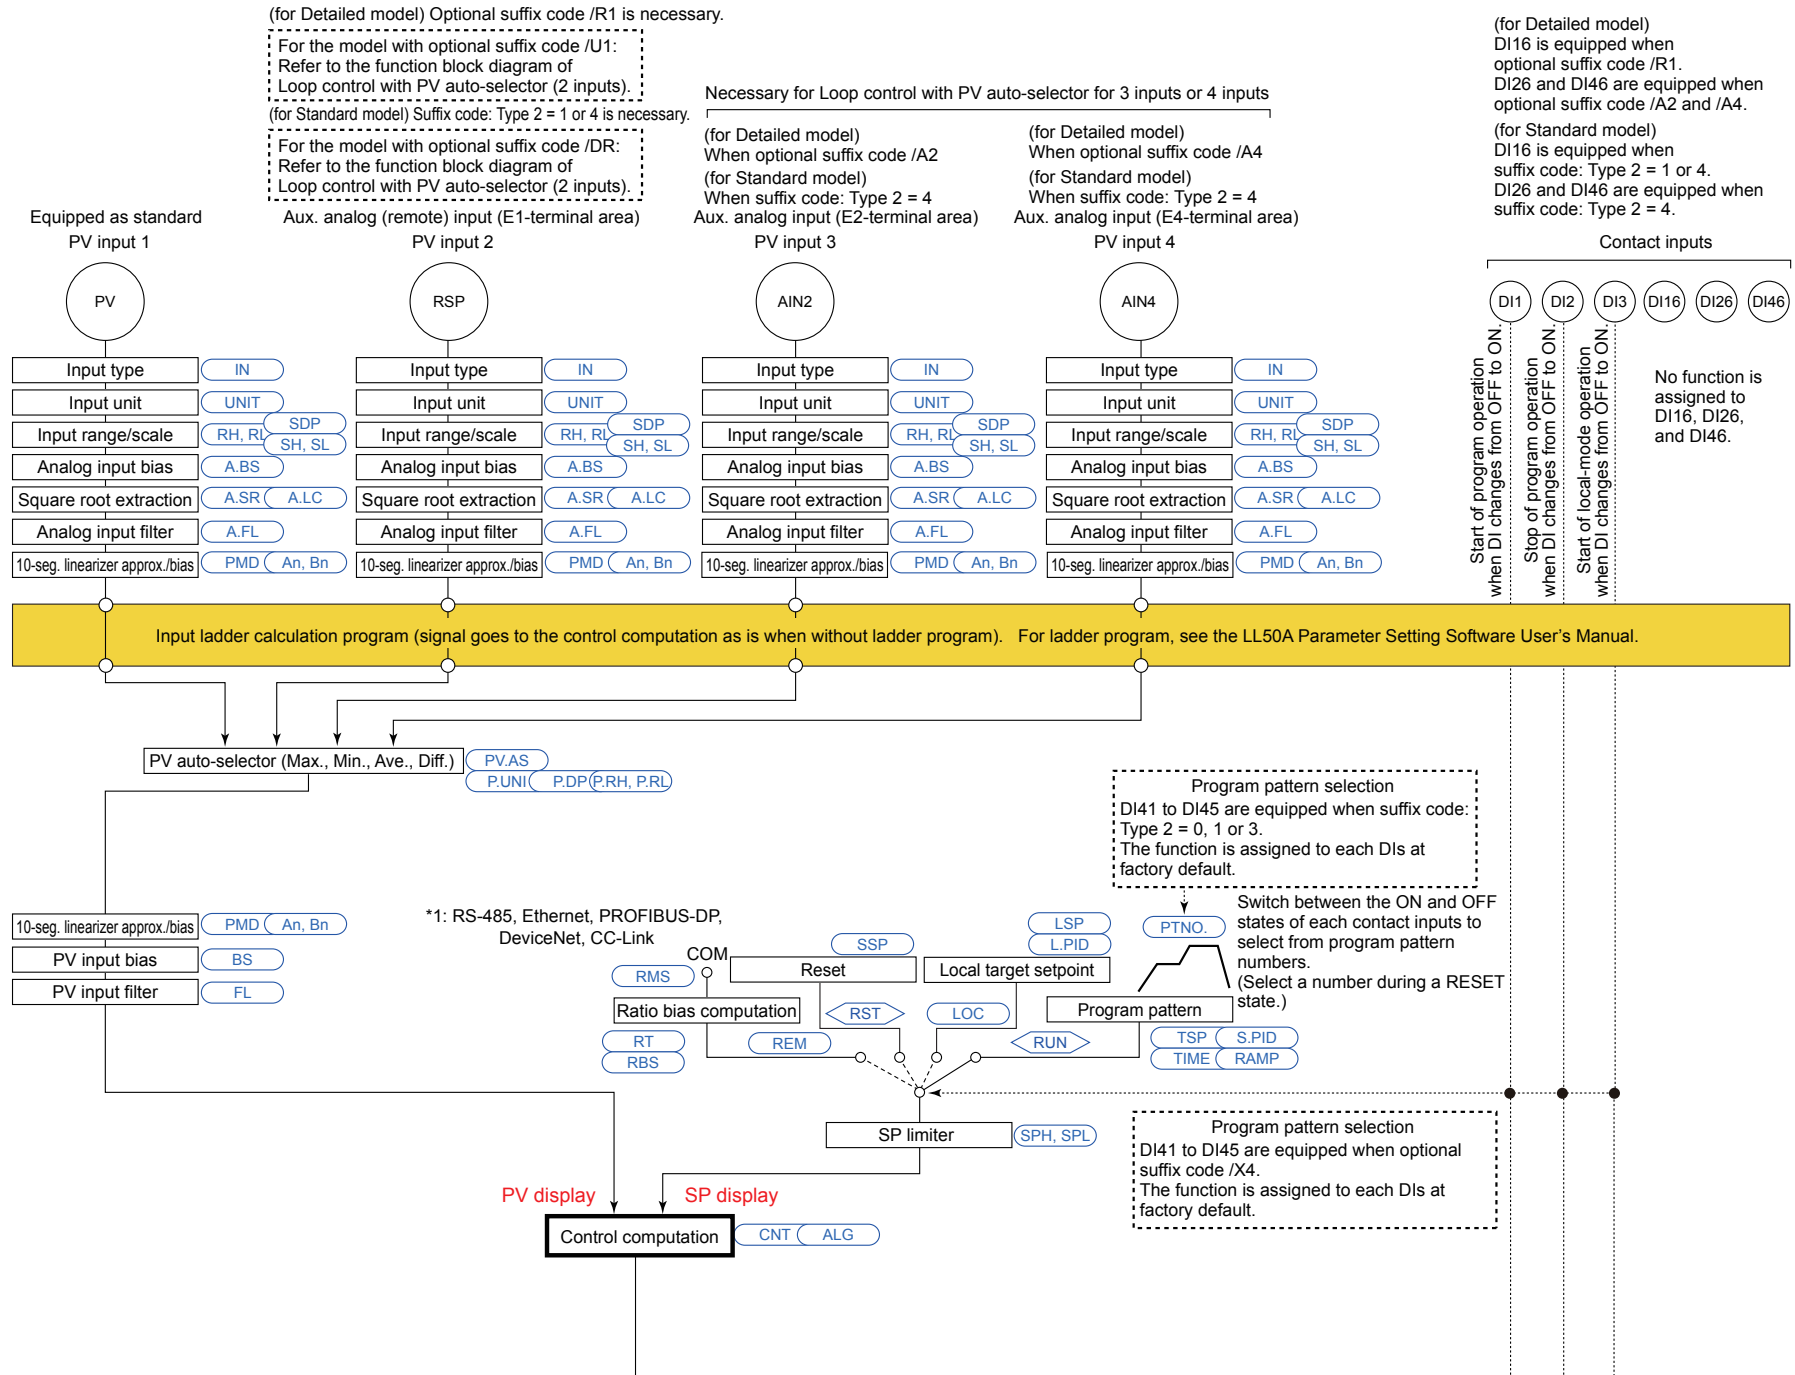 (for Detailed model) Optional suffix code /R1 is necessary.
For the model with optional suffix code /U1:
Refer to the function block diagram of
Loop control with PV auto-selector (2 inputs).
(for Standard model) Suffix code: Type 2 = 1 or 4 is necessary.
For the model with optional suffix code /DR:
Refer to the function block diagram of
Loop control with PV auto-selector (2 inputs).
Necessary for Loop control with PV auto-selector for 3 inputs or 4 inputs
(for Detailed model)
When optional suffix code /A2
(for Standard model)
When suffix code: Type 2 = 4
(for Detailed model)
When optional suffix code /A4
(for Standard model)
When suffix code: Type 2 = 4
(for Detailed model)
DI16 is equipped when
optional suffix code /R1.
DI26 and DI46 are equipped when
optional suffix code /A2 and /A4.
(for Standard model)
DI16 is equipped when
suffix code: Type 2 = 1 or 4.
DI26 and DI46 are equipped when
suffix code: Type 2 = 4.
Equipped as standard
PV input 1
Aux. analog (remote) input (E1-terminal area)
PV input 2
Aux. analog input (E2-terminal area)
PV input 3
Aux. analog input (E4-terminal area)
PV input 4
Contact inputs
PV
RSP
AIN2
AIN4
DI1
DI2
DI3
DI16
DI26
DI46
Input type
IN
Input unit
UNIT
Input range/scale
RH, RL
SDP
SH, SL
Analog input bias
A.BS
Square root extraction
A.SR
A.LC
Analog input filter
A.FL
10-seg. linearizer approx./bias
PMD
An, Bn
Input type
IN
Input unit
UNIT
Input range/scale
RH, RL
SDP
SH, SL
Analog input bias
A.BS
Square root extraction
A.SR
A.LC
Analog input filter
A.FL
10-seg. linearizer approx./bias
PMD
An, Bn
Input type
IN
Input unit
UNIT
Input range/scale
RH, RL
SDP
SH, SL
Analog input bias
A.BS
Square root extraction
A.SR
A.LC
Analog input filter
A.FL
10-seg. linearizer approx./bias
PMD
An, Bn
Input type
IN
Input unit
UNIT
Input range/scale
RH, RL
SDP
SH, SL
Analog input bias
A.BS
Square root extraction
A.SR
A.LC
Analog input filter
A.FL
10-seg. linearizer approx./bias
PMD
An, Bn
Start of program operation
when DI changes from OFF to ON.
Stop of program operation
when DI changes from OFF to ON.
Start of local-mode operation
when DI changes from OFF to ON.
No function is
assigned to
DI16, DI26,
and DI46.
Input ladder calculation program (signal goes to the control computation as is when without ladder program). For ladder program, see the LL50A Parameter Setting Software User's Manual.
PV auto-selector (Max., Min., Ave., Diff.)
PV.AS
P.UNI
P.DP
P.RH, P.RL
Program pattern selection
DI41 to DI45 are equipped when suffix code:
Type 2 = 0, 1 or 3.
The function is assigned to each DIs at
factory default.
10-seg. linearizer approx./bias
PMD
An, Bn
PV input bias
BS
PV input filter
FL
*1: RS-485, Ethernet, PROFIBUS-DP,
DeviceNet, CC-Link
COM
RMS
Ratio bias computation
RT
RBS
REM
SSP
Reset
RST
LSP
L.PID
Local target setpoint
LOC
RUN
PTNO.
Switch between the ON and OFF
states of each contact inputs to
select from program pattern
numbers.
(Select a number during a RESET
state.)
Program pattern
TSP
S.PID
TIME
RAMP
SP limiter
SPH, SPL
Program pattern selection
DI41 to DI45 are equipped when optional
suffix code /X4.
The function is assigned to each DIs at
factory default.
PV display
SP display
Control computation
CNT
ALG